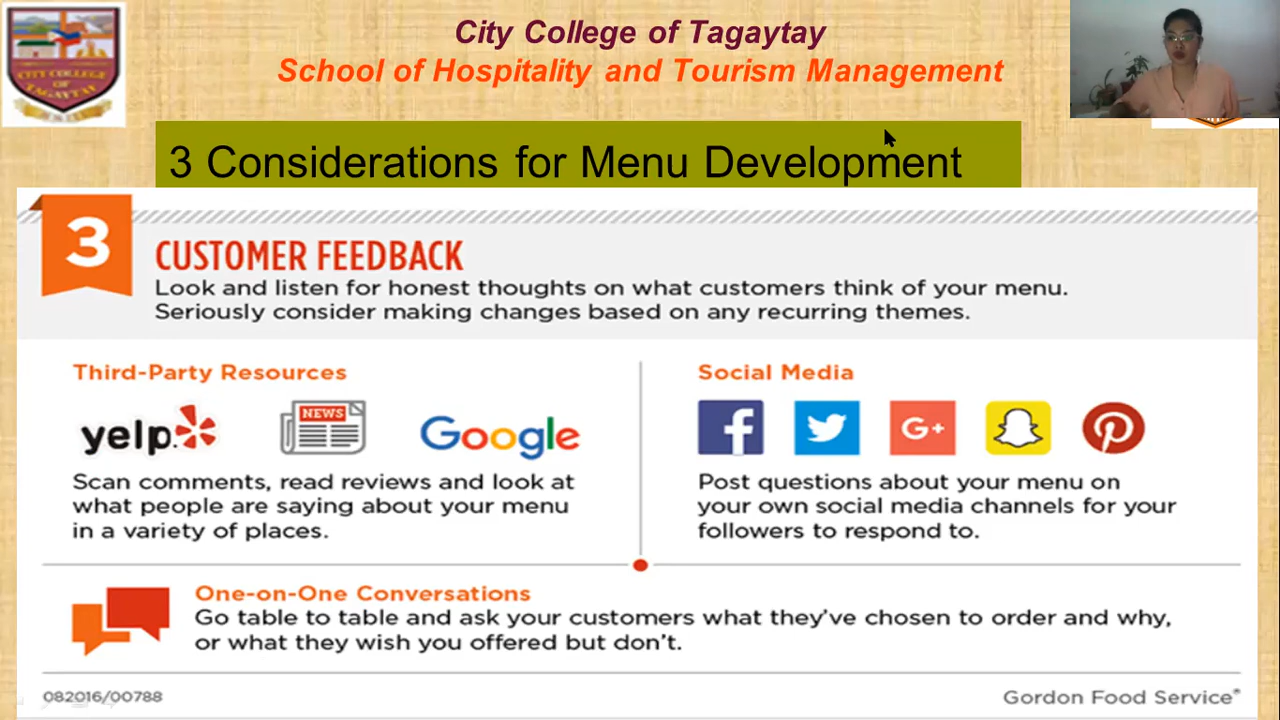 City College of Tagaytay
School of Hospitality and Tourism Management
CITY COLLEGE
OF
TAGAYTAY
3 Considerations for Menu Development
3
CUSTOMER FEEDBACK
Look and listen for honest thoughts on what customers think of your menu.
Seriously consider making changes based on any recurring themes.
Third-Party Resources
yelp
NEWS
Google
Scan comments, read reviews and look at
what people are saying about your menu
in a variety of places.
Social Media
f
G+
Post questions about your menu on
your own social media channels for your
followers to respond to.
One-on-One Conversations
Go table to table and ask your customers what they've chosen to order and why,
or what they wish you offered but don't.
082016/00788
Gordon Food Service®